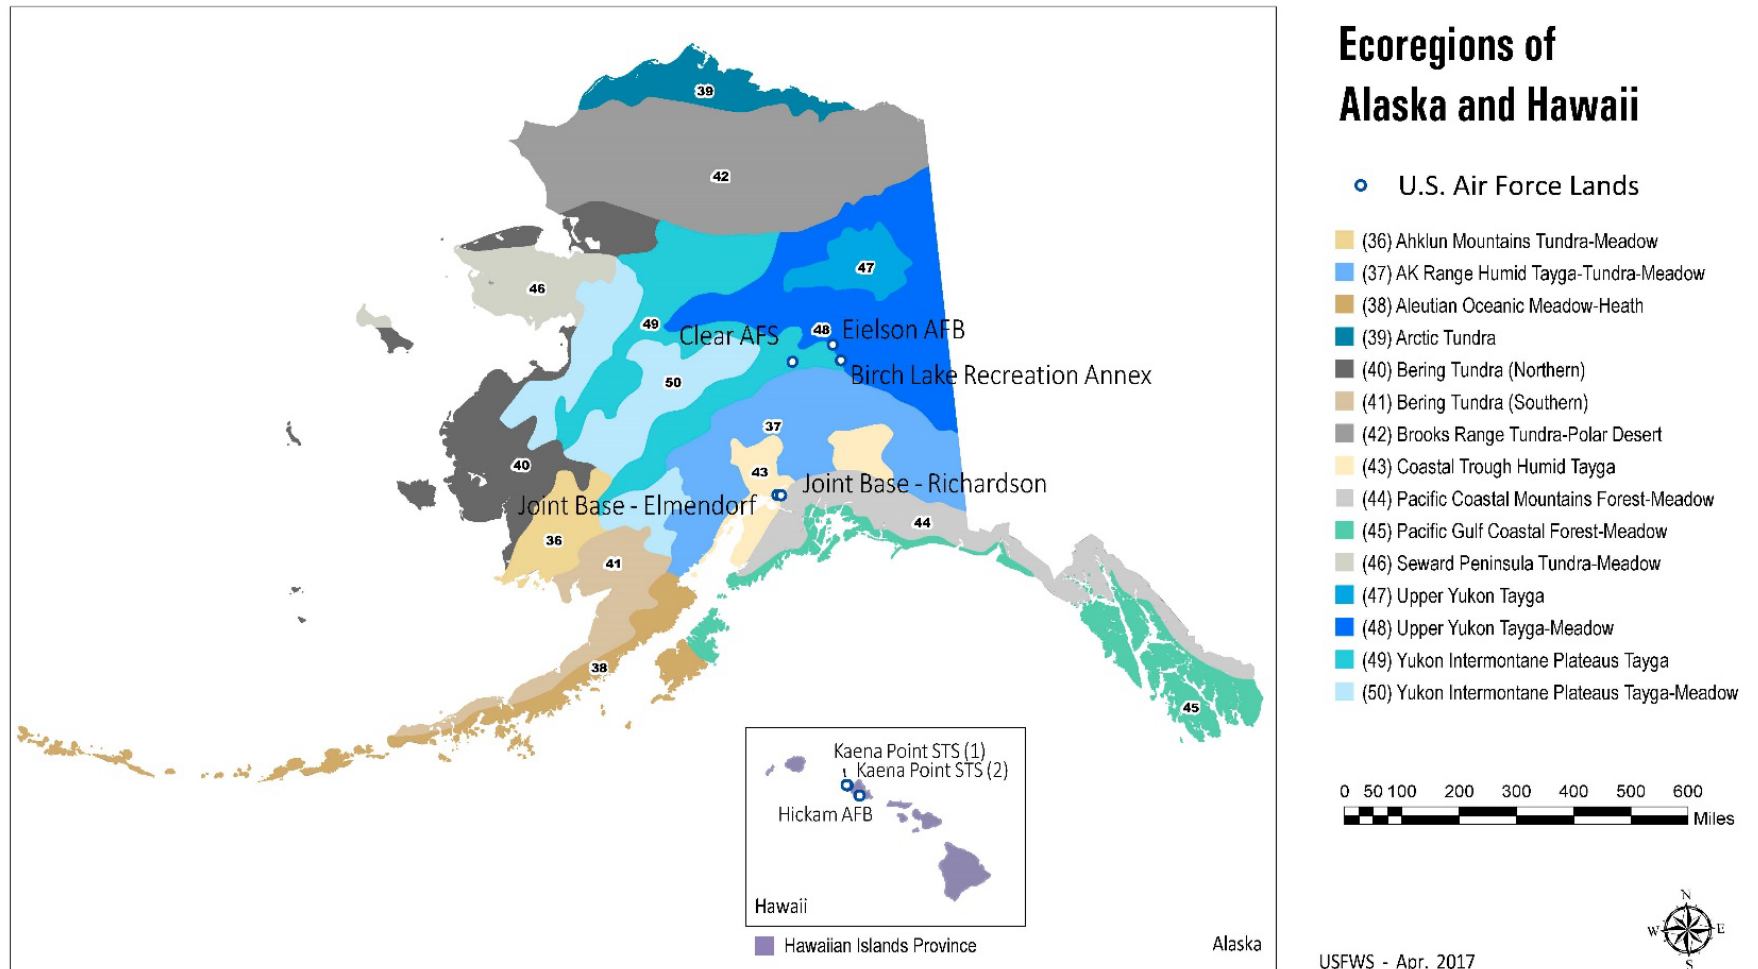 Ecoregions of
Alaska and Hawaii
U.S. Air Force Lands
(36) Ahklun Mountains Tundra-Meadow
(37) AK Range Humid Tayga-Tundra-Meadow
(38) Aleutian Oceanic Meadow-Heath
(39) Arctic Tundra
(40) Bering Tundra (Northern)
(41) Bering Tundra (Southern)
(42) Brooks Range Tundra-Polar Desert
(43) Coastal Trough Humid Tayga
(44) Pacific Coastal Mountains Forest-Meadow
(45) Pacific Gulf Coastal Forest-Meadow
(46) Seward Peninsula Tundra-Meadow
(47) Upper Yukon Tayga
(48) Upper Yukon Tayga-Meadow
(49) Yukon Intermontane Plateaus Tayga
(50) Yukon Intermontane Plateaus Tayga-Meadow
0 50 100 200 300 400 500 600
Miles
N
W E
S
USFWS - Apr. 2017
39
42
47
46
49
48
Clear AFS
Eielson AFB
Birch Lake Recreation Annex
50
37
40
43
Joint Base - Richardson
Joint Base - Elmendorf
44
36
41
38
45
Kaena Point STS (1)
Kaena Point STS (2)
Hickam AFB
Hawaii
Hawaiian Islands Province
Alaska